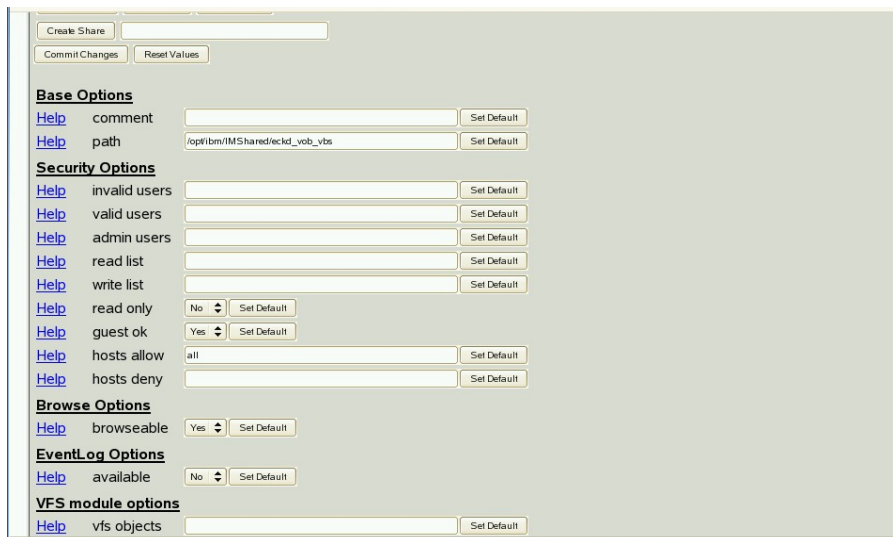 Create Share
Commit Changes Reset Values
Base Options
Help comment Set Default
Help path /opt/ibm/IMShared/eckd_vob_vbs Set Default
Security Options
Help invalid users Set Default
Help valid users Set Default
Help admin users Set Default
Help read list Set Default
Help write list Set Default
Help read only No Set Default
Help guest ok Yes Set Default
Help hosts allow all Set Default
Help hosts deny Set Default
Browse Options
Help browseable Yes Set Default
EventLog Options
Help available No Set Default
VFS module options
Help vfs objects Set Default